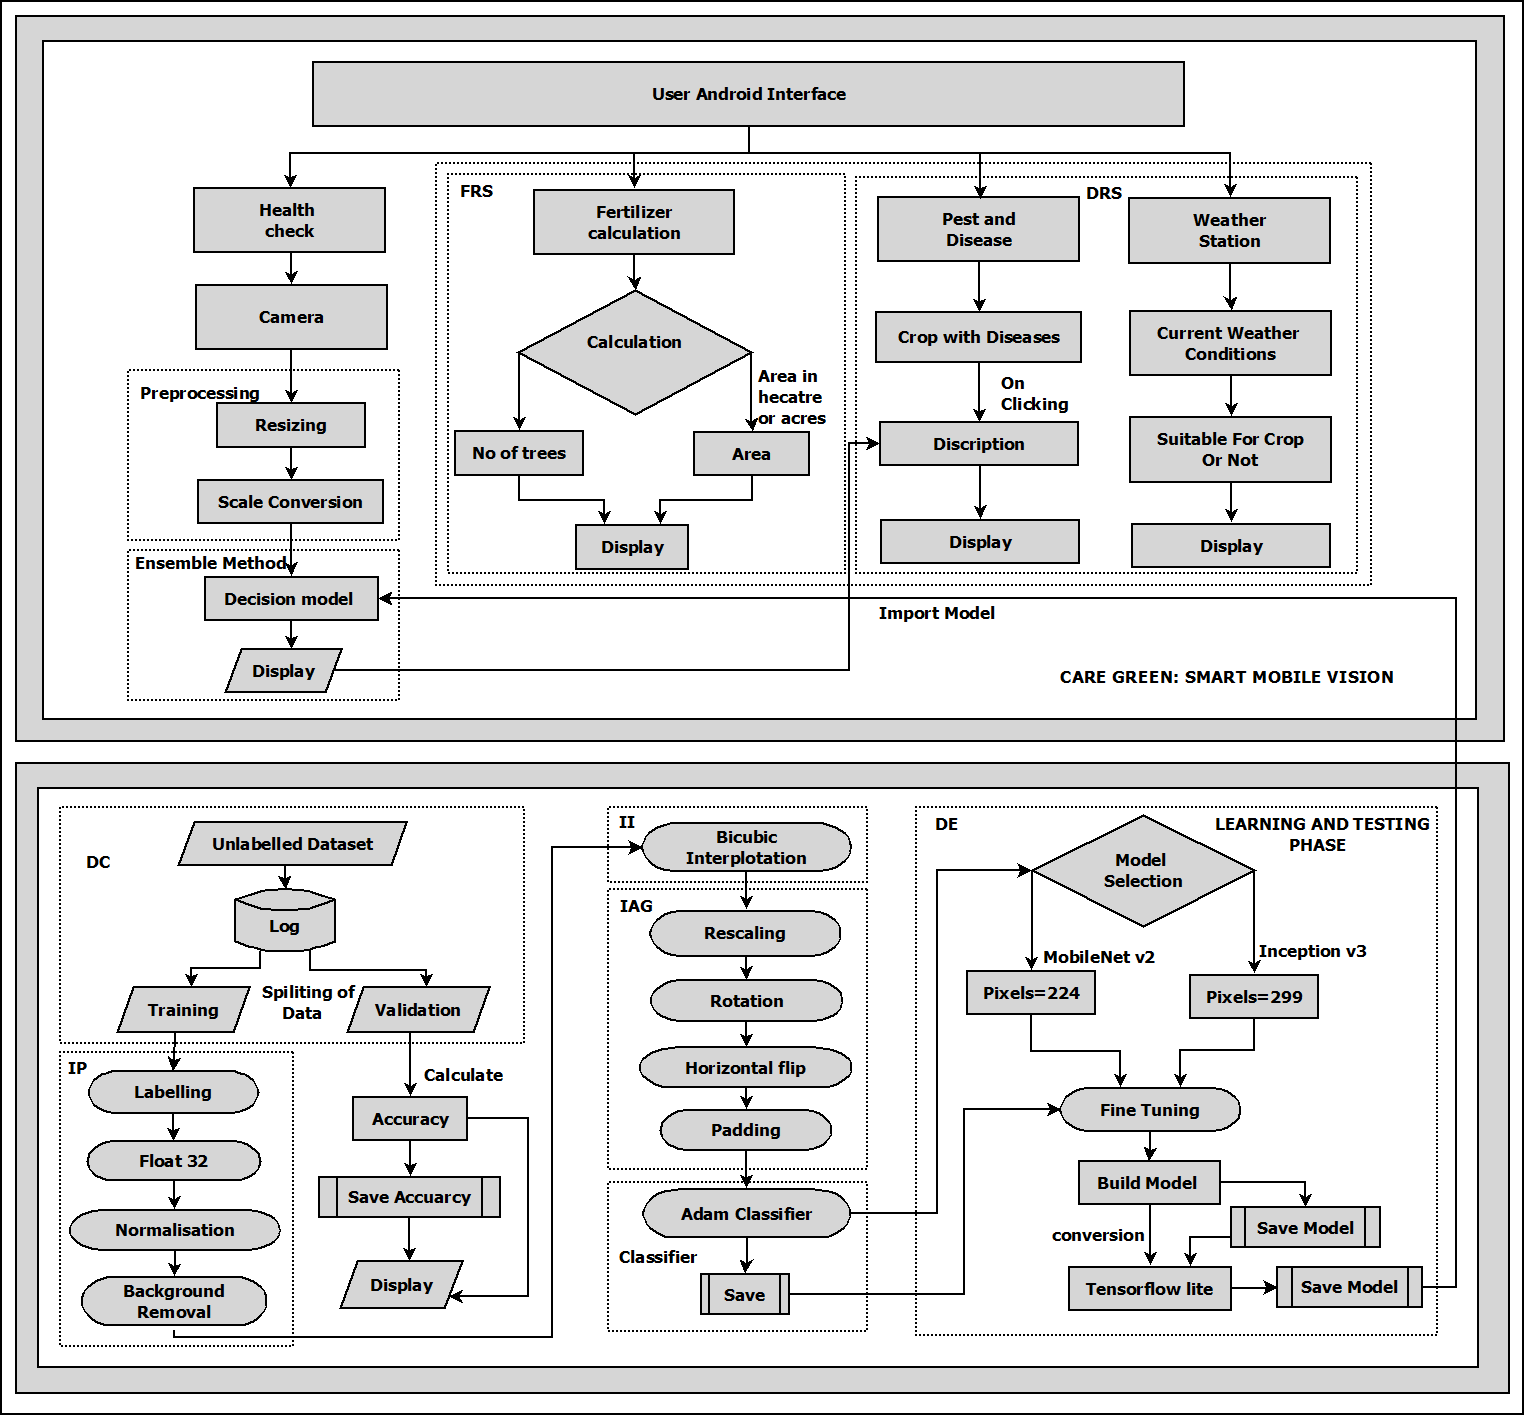 User Android Interface
FRS
DRS
Health
check
Fertilizer
calculation
Pest and
Disease
Weather
Station
Camera
Calculation
Crop with Diseases
Current Weather
Conditions
Preprocessing
Area in
hecatre
or acres
On
Clicking
Resizing
No of trees
Area
Discription
Suitable For Crop
Or Not
Scale Conversion
Display
Display
Display
Ensemble Method
Decision model
Import Model
Display
CARE GREEN: SMART MOBILE VISION
DC
Unlabelled Dataset
Log
Training
Spiliting of
Data
Validation
IP
Labelling
Float 32
Normalisation
Background
Removal
Calculate
Accuracy
Save Accuarcy
Display
II
Bicubic
Interplotation
IAG
Rescaling
Rotation
Horizontal flip
Padding
Adam Classifier
Classifier
Save
DE
LEARNING AND TESTING
PHASE
Model
Selection
MobileNet v2
Inception v3
Pixels=224
Pixels=299
Fine Tuning
Build Model
conversion
Save Model
Tensorflow lite
Save Model